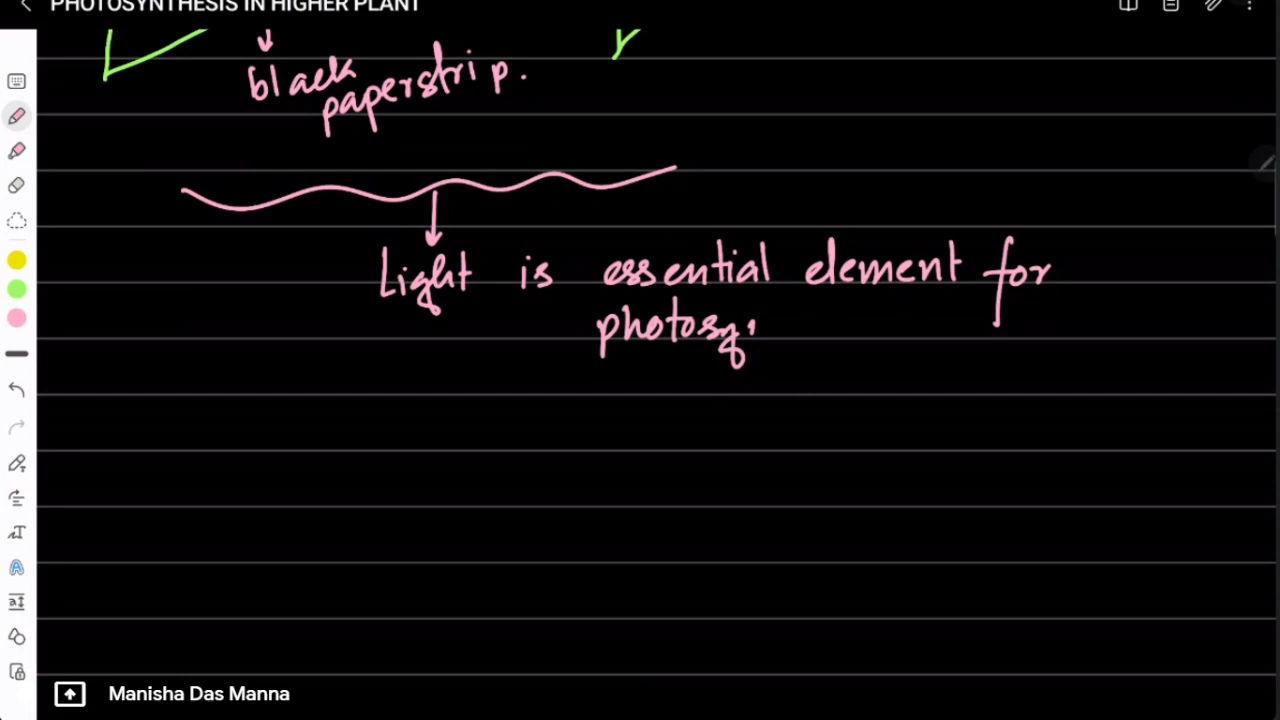 PHOTOSYNTHESIS IN HIGHER PLANT
black
paperstrip.
Light is essential element for
photosy
Manisha Das Manna